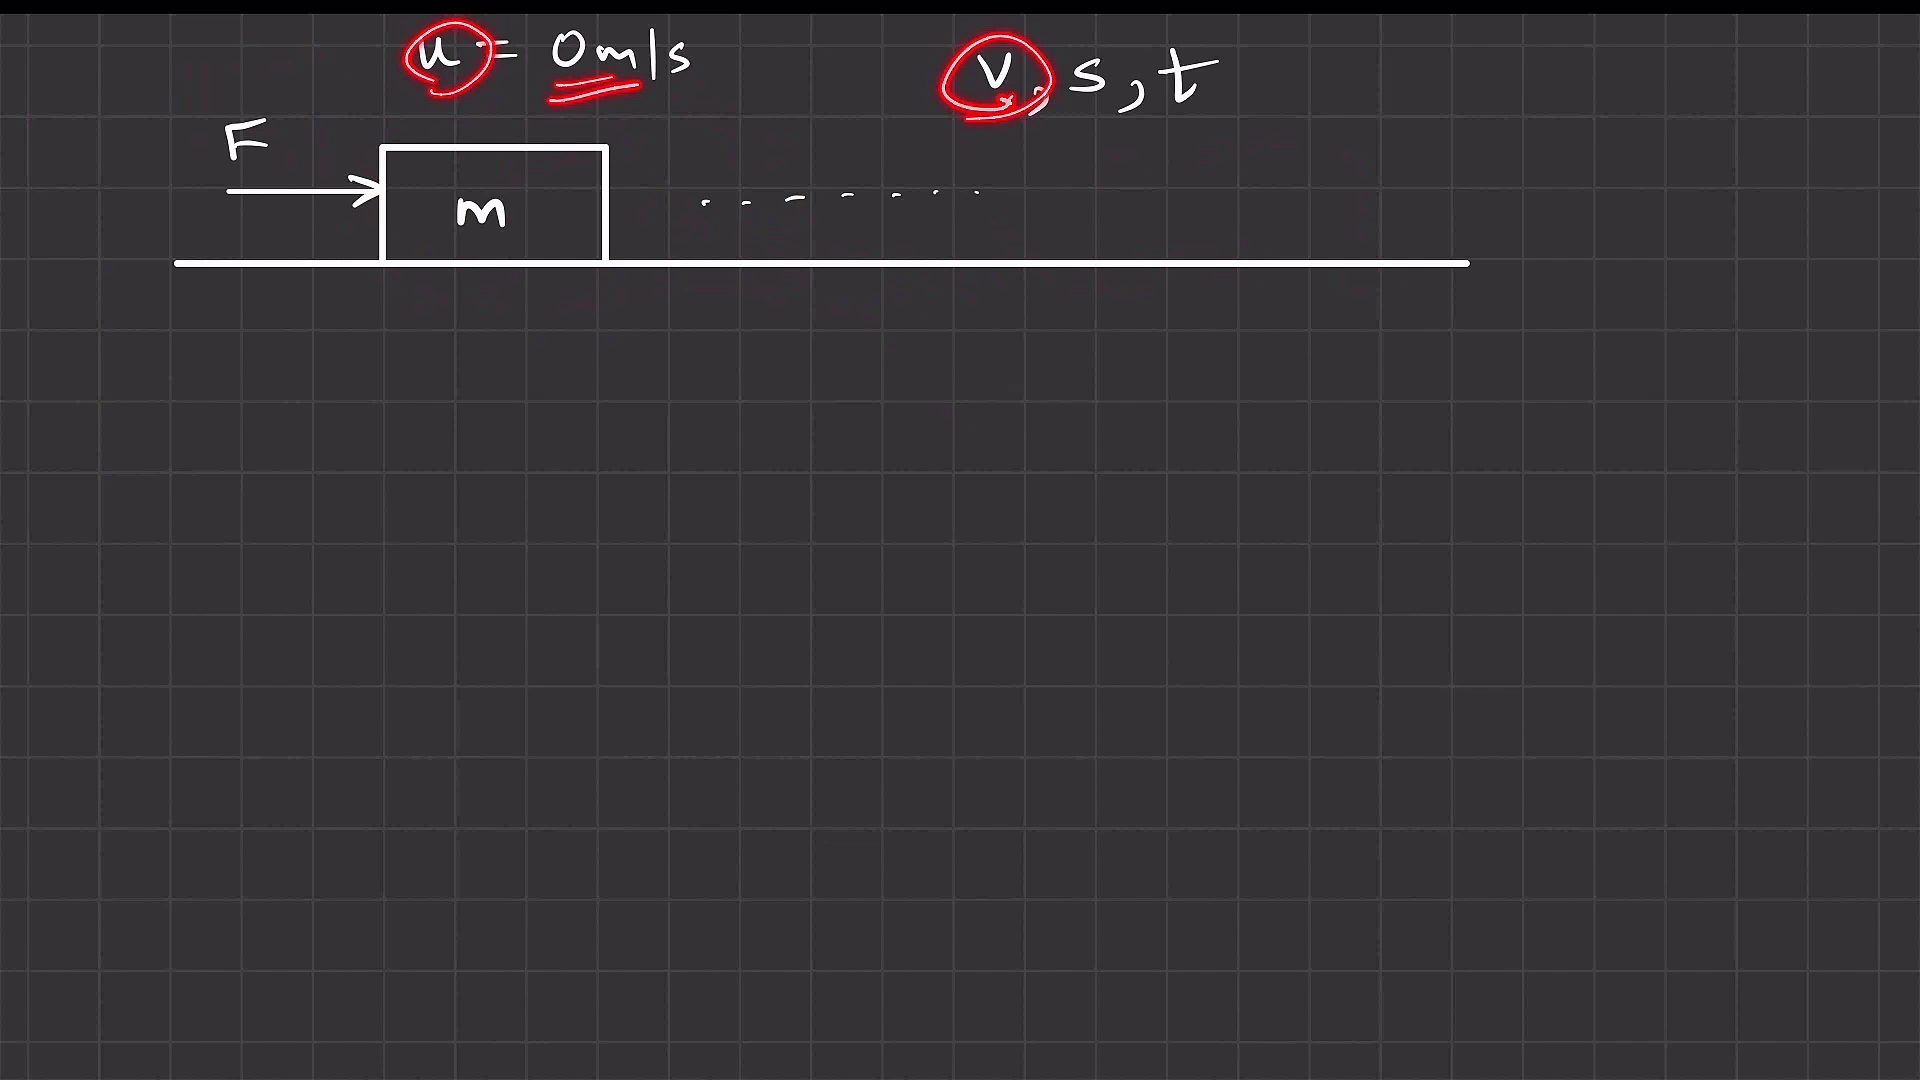 u = 0m/s
v, s, t
F
m